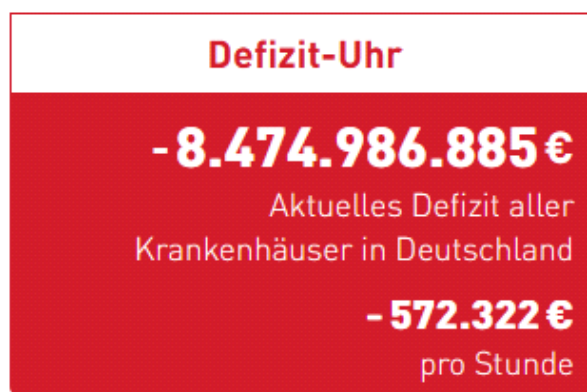 Defizit-Uhr
-8.474.986.885 €
Aktuelles Defizit aller
Krankenhäuser in Deutschland
-572.322 €
pro Stunde